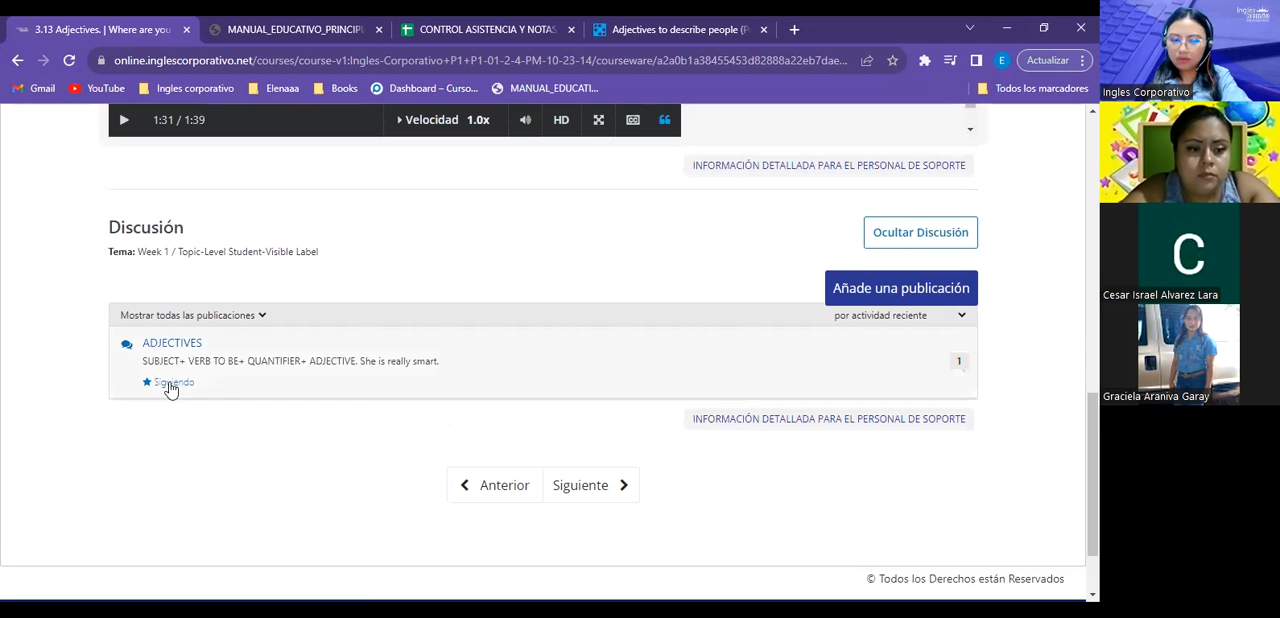 3.13 Adjectives. | Where are you
MANUAL_EDUCATIVO_PRINCIPI
CONTROL ASISTENCIA Y NOTAS
Adjectives to describe people (P
online.inglescorporativo.net/courses/course-v1:Ingles-Corporativo+P1+P1-01-2-4-PM-10-23-14/courseware/a2a0b1a38455453d82888a22eb7dae...
E
Actualizar
Gmail
YouTube
Ingles corporativo
Elenaaa
Books
Dashboard – Curso...
MANUAL_EDUCATI...
Todos los marcadores
1:31 / 1:39
Velocidad 1.0x
HD
INFORMACIÓN DETALLADA PARA EL PERSONAL DE SOPORTE
Discusión
Ocultar Discusión
Tema: Week 1 / Topic-Level Student-Visible Label
Añade una publicación
Mostrar todas las publicaciones
por actividad reciente
ADJECTIVES
SUBJECT+ VERB TO BE+ QUANTIFIER+ ADJECTIVE. She is really smart.
1
Siguiendo
INFORMACIÓN DETALLADA PARA EL PERSONAL DE SOPORTE
Anterior
Siguiente
© Todos los Derechos están Reservados
Ingles Corporativo
C
Cesar Israel Alvarez Lara
Graciela Araniva Garay